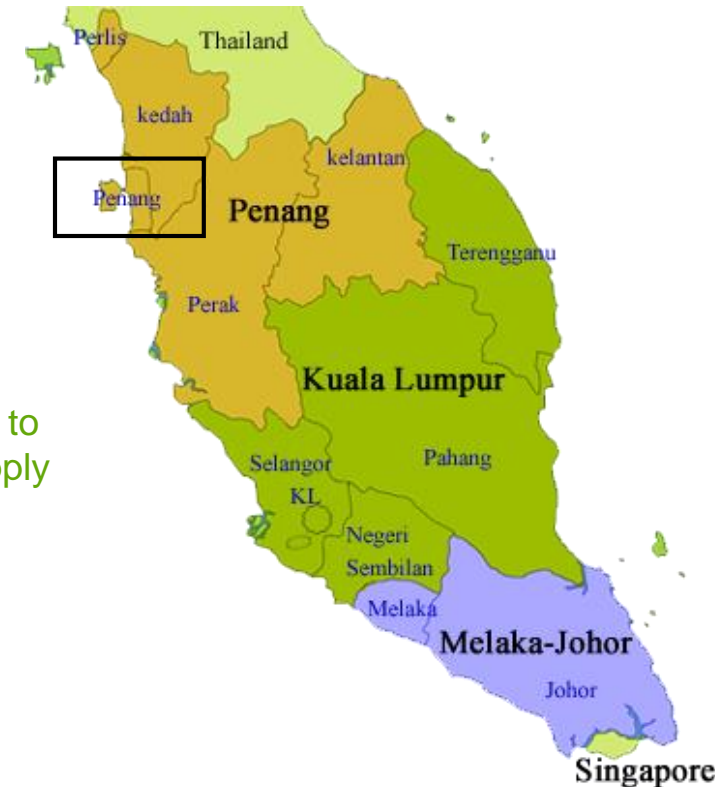 Thailand
Perlis
kedah
kelantan
Penang
Penang
Terengganu
Perak
Kuala Lumpur
to
Selangor
Pahang
KL
Negeri
Sembilan
Melaka
Melaka-Johor
Johor
Singapore